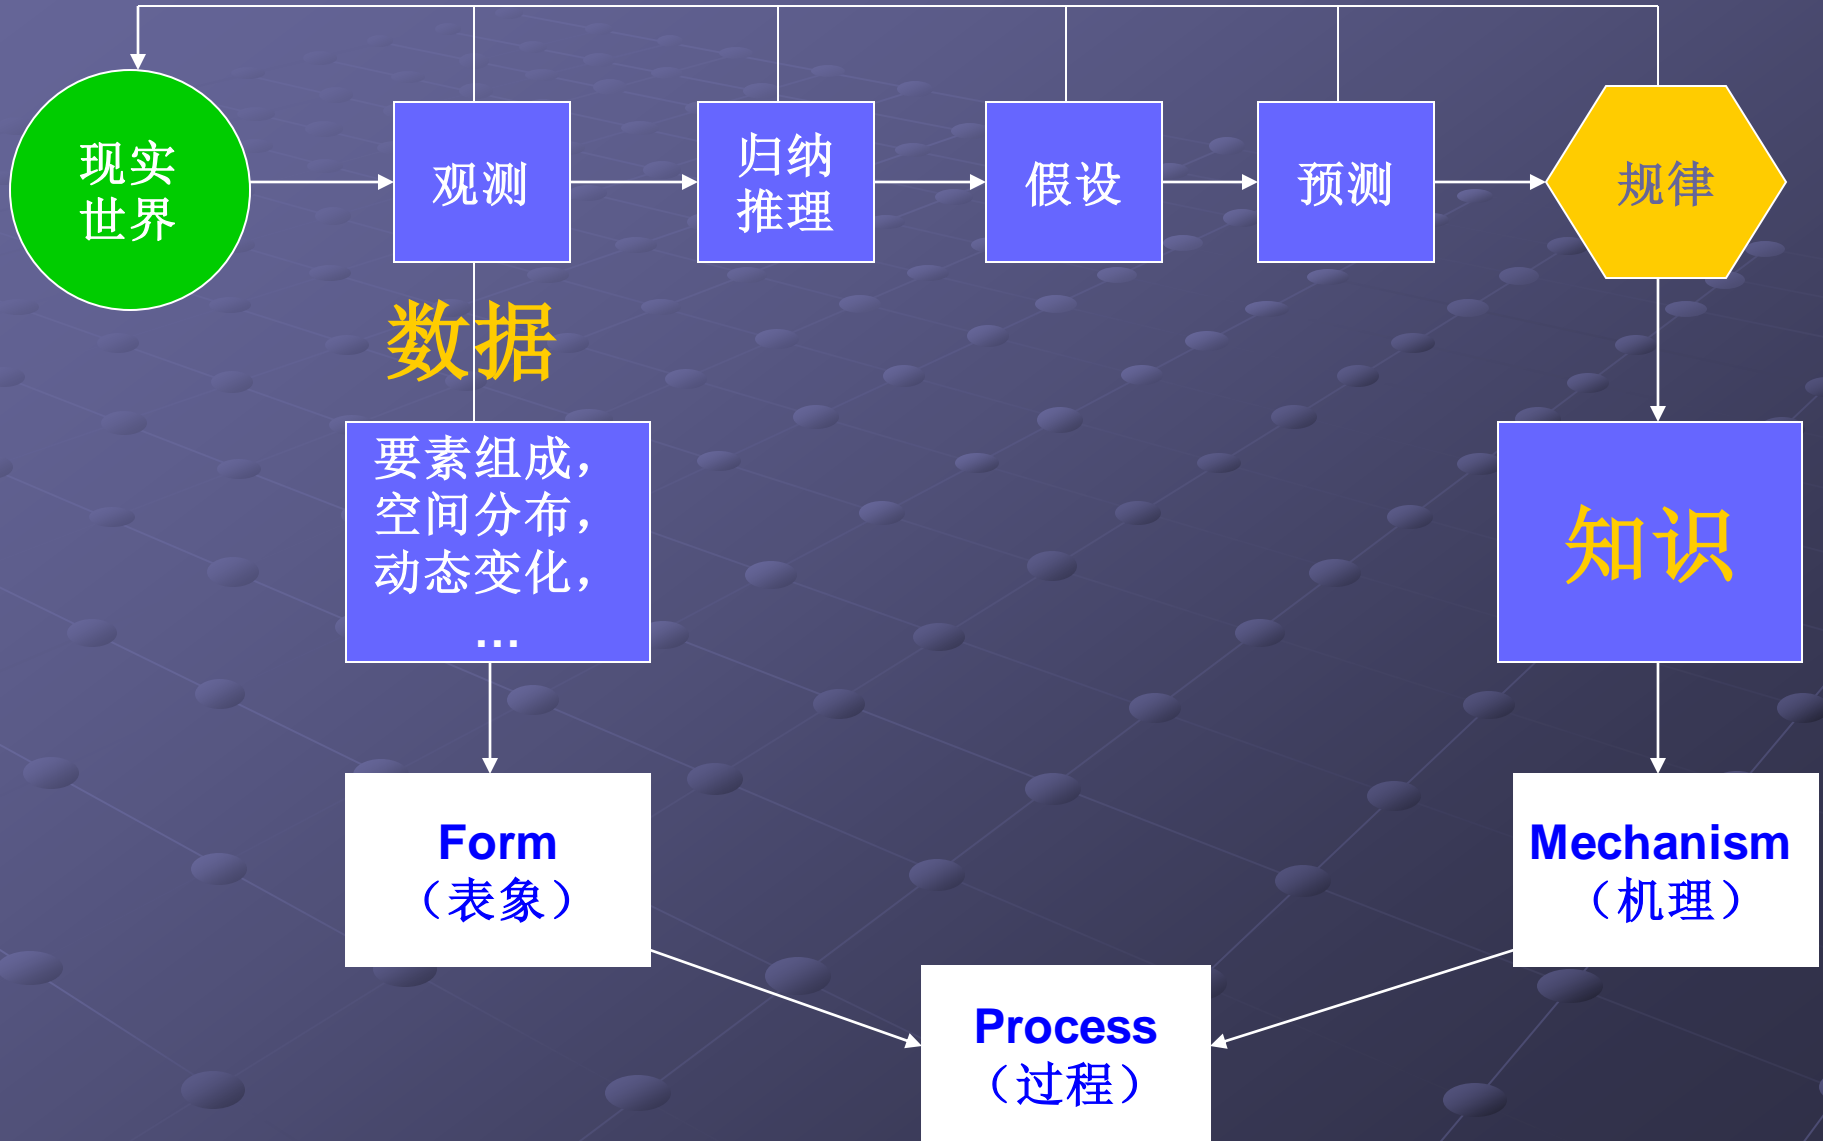 现实
世界
观测
归纳
推理
假设
预测
规律
数据
要素组成，
空间分布，
动态变化，
…
知识
Form
（表象）
Mechanism
（机理）
Process
（过程）